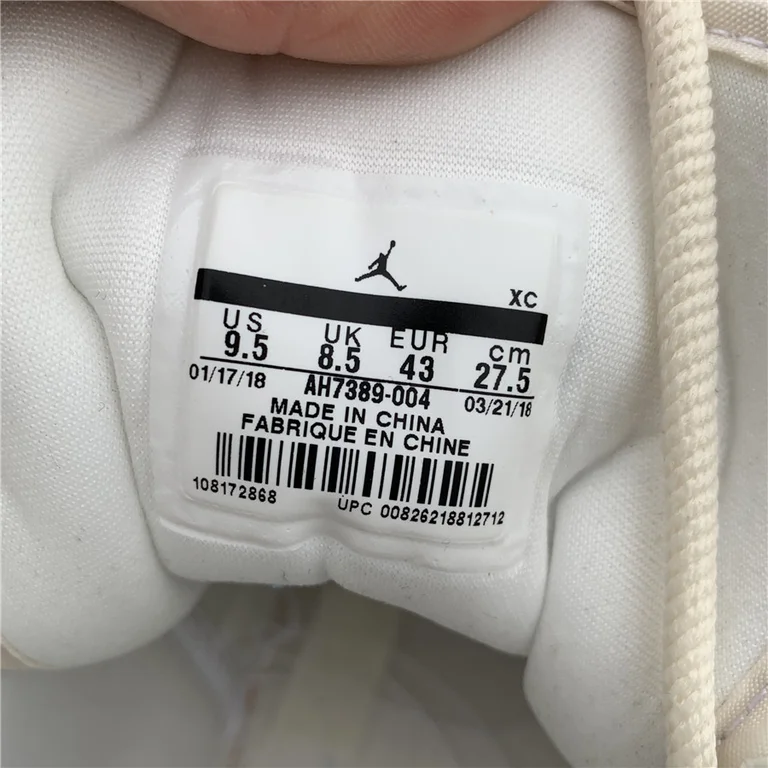 XC
US UK EUR cm
9.5 8.5 43 27.5
01/17/18 AH7389-004 03/21/18
MADE IN CHINA
FABRIQUE EN CHINE
108172868 UPC 00826218812712